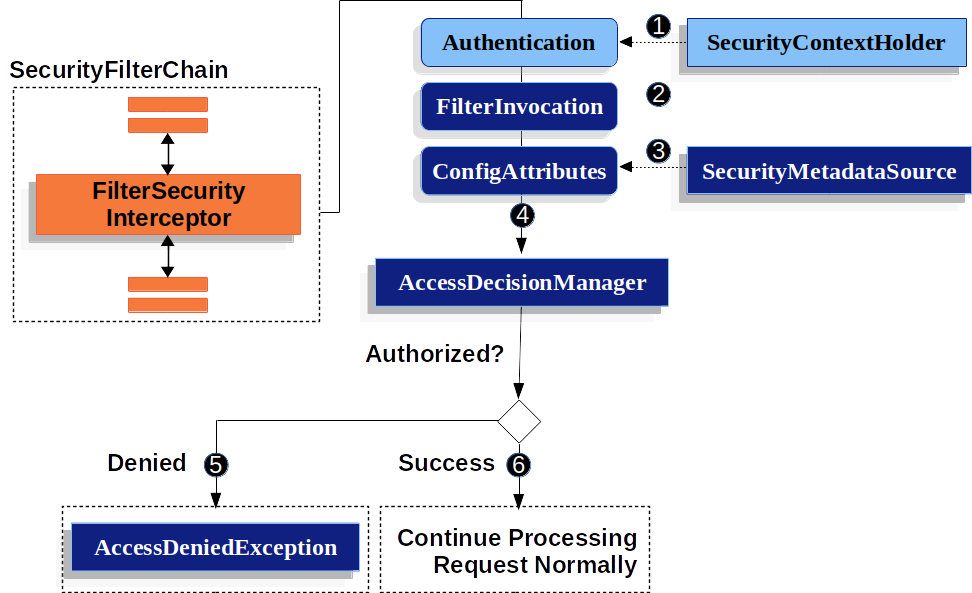 1
Authentication
SecurityContextHolder
SecurityFilterChain
FilterInvocation
2
3
ConfigAttributes
SecurityMetadataSource
FilterSecurity
Interceptor
4
AccessDecisionManager
Authorized?
Denied
5
Success
6
AccessDeniedException
Continue Processing
Request Normally